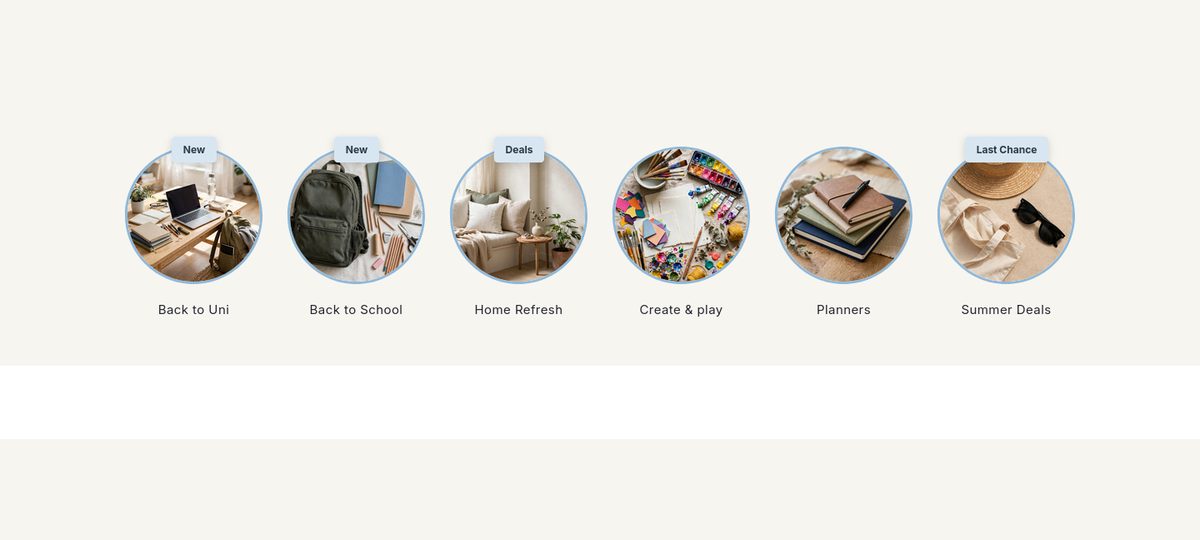 New
New
Deals
Last Chance
Back to Uni
Back to School
Home Refresh
Create & play
Planners
Summer Deals